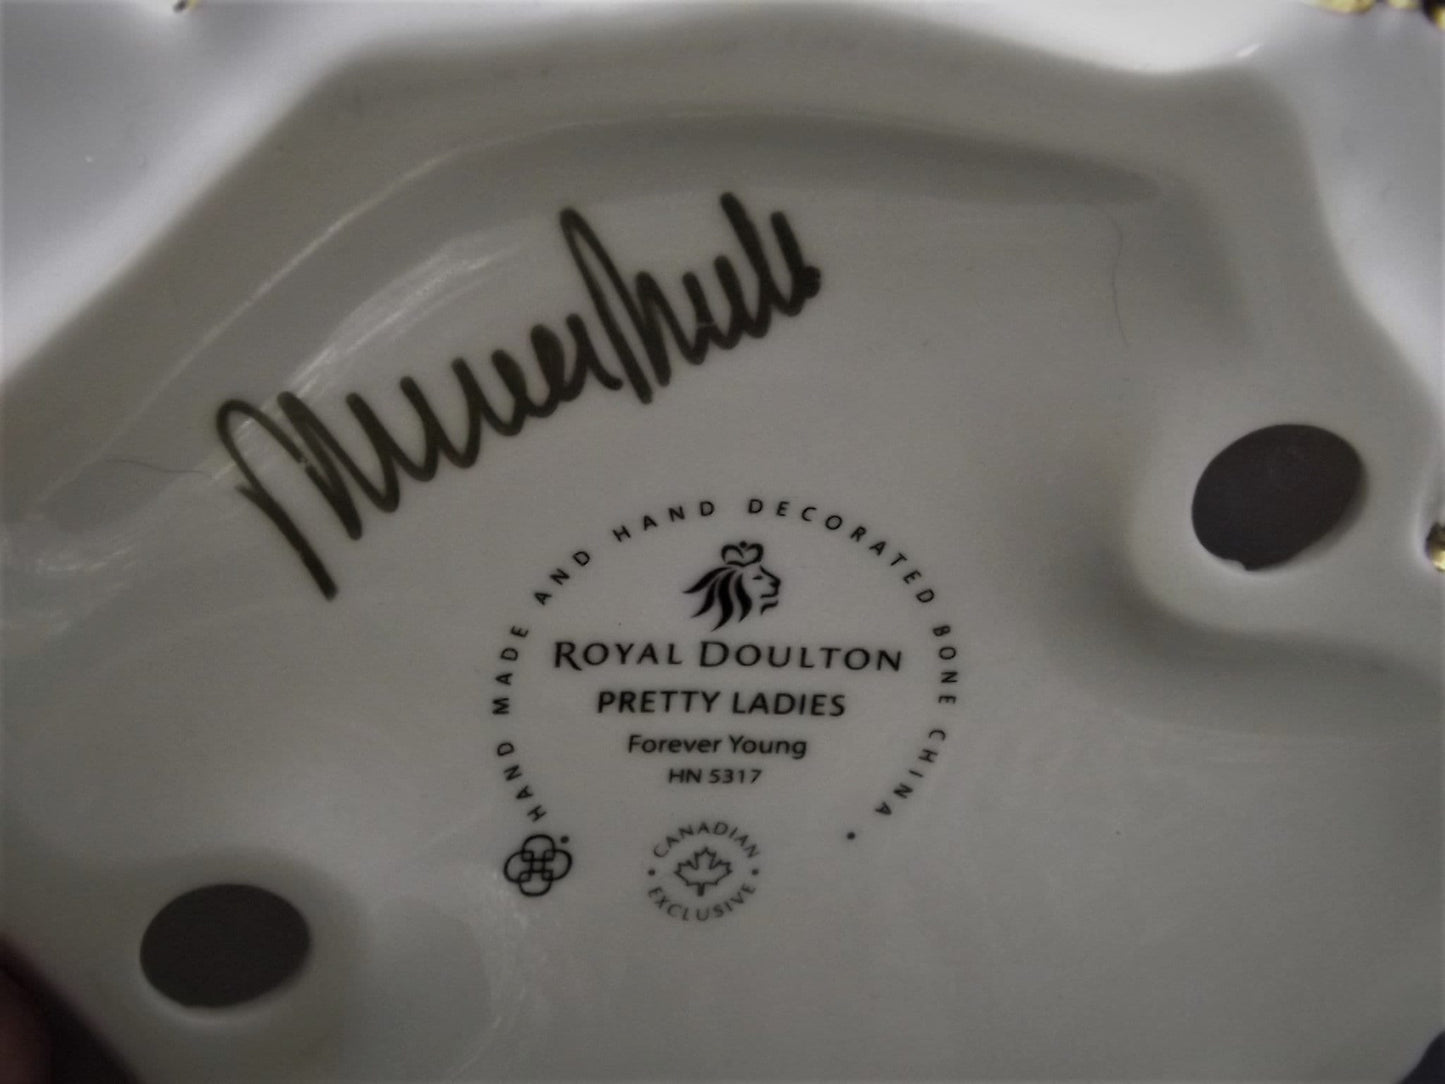 HAND MADE AND HAND DECORATED BONE CHINA
ROYAL DOULTON
PRETTY LADIES
Forever Young
HN 5317
CANADIAN
EXCLUSIVE